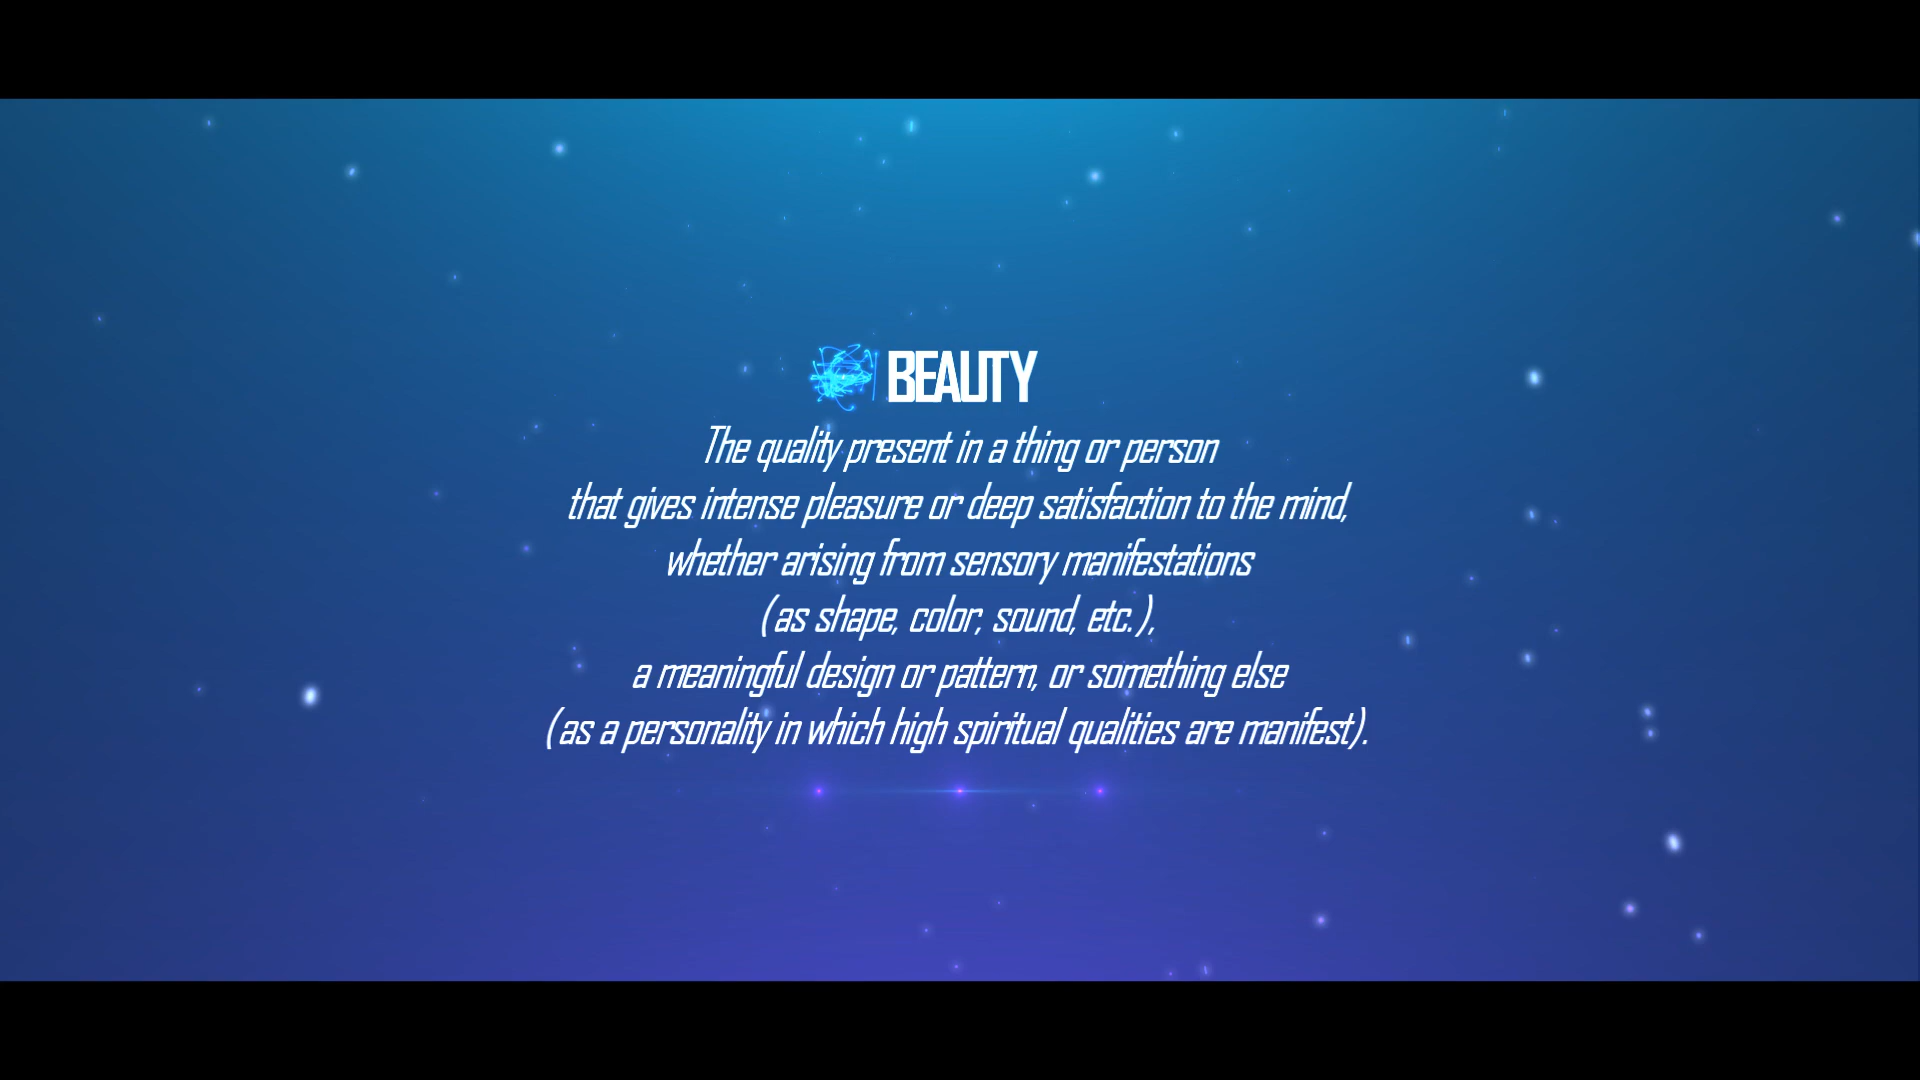 BEAUTY
The quality present in a thing or person
that gives intense pleasure or deep satisfaction to the mind,
whether arising from sensory manifestations
(as shape, color, sound, etc.),
a meaningful design or pattern, or something else
(as a personality in which high spiritual qualities are manifest).